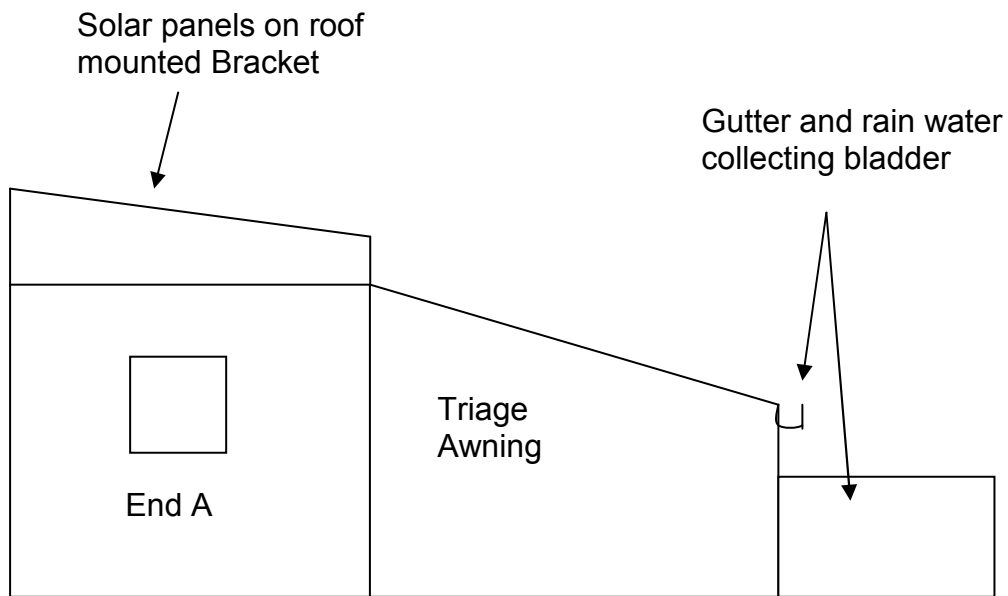 Solar panels on roof
mounted Bracket
Gutter and rain water
collecting bladder
Triage
Awning
End A